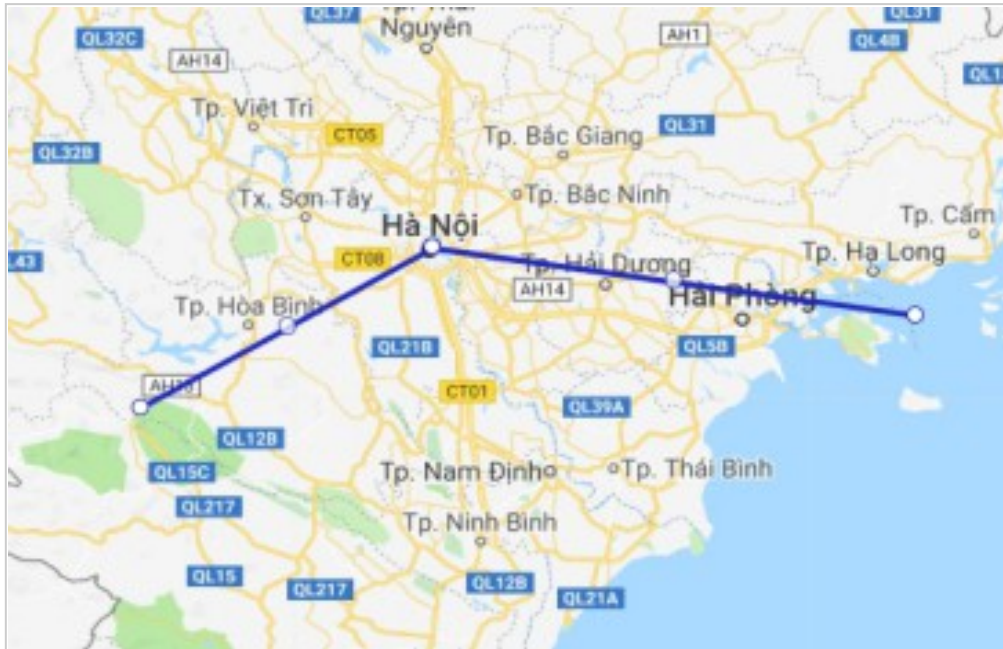 QL37
QL31
QL32C
Nguyên
AH1
QL4B
AH14
Tp. Việt Trì
CT05
QL31
Tp. Bắc Giang
QL32B
Tx. Sơn Tây
Tp. Bắc Ninh
Hà Nội
Tp. Cẩm
.43
CT08
Tp. Hải Dương
Tp. Hạ Long
AH14
Hải Phòng
Tp. Hòa Bình
QL21B
QL5B
CT01
QL39A
QL12B
QL15C
Tp. Nam Định
Tp. Thái Bình
QL217
Tp. Ninh Bình
QL15
QL217
QL12B
QL21A